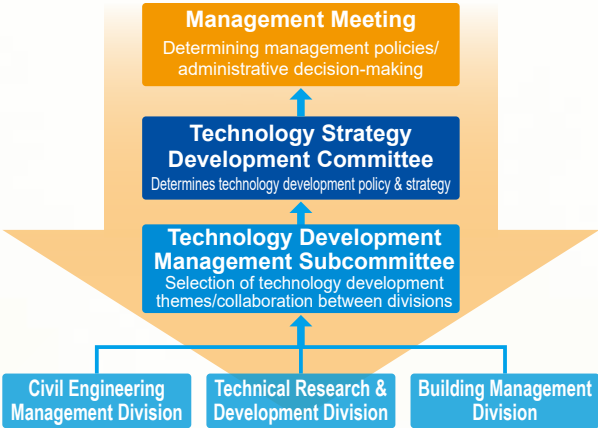 Management Meeting
Determining management policies/
administrative decision-making
Technology Strategy
Development Committee
Determines technology development policy & strategy
Technology Development
Management Subcommittee
Selection of technology development
themes/collaboration between divisions
Civil Engineering
Management Division
Technical Research &
Development Division
Building Management
Division